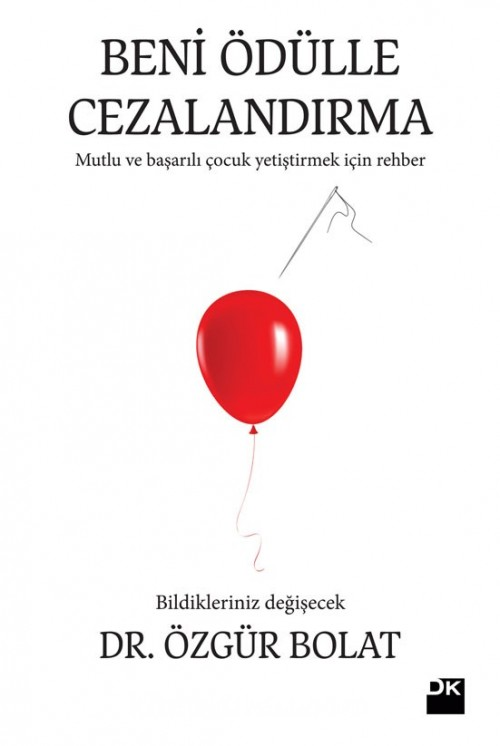 BENİ ÖDÜLLE
CEZALANDIRMA
Mutlu ve başarılı çocuk yetiştirmek için rehber
Bildikleriniz değişecek
DR. ÖZGÜR BOLAT
DK